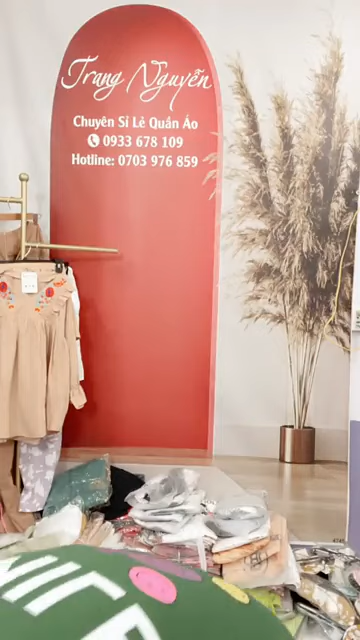 Trang Nguyễn
Chuyên Sỉ Lẻ Quần Áo
0933 678 109
Hotline: 0703 976 859